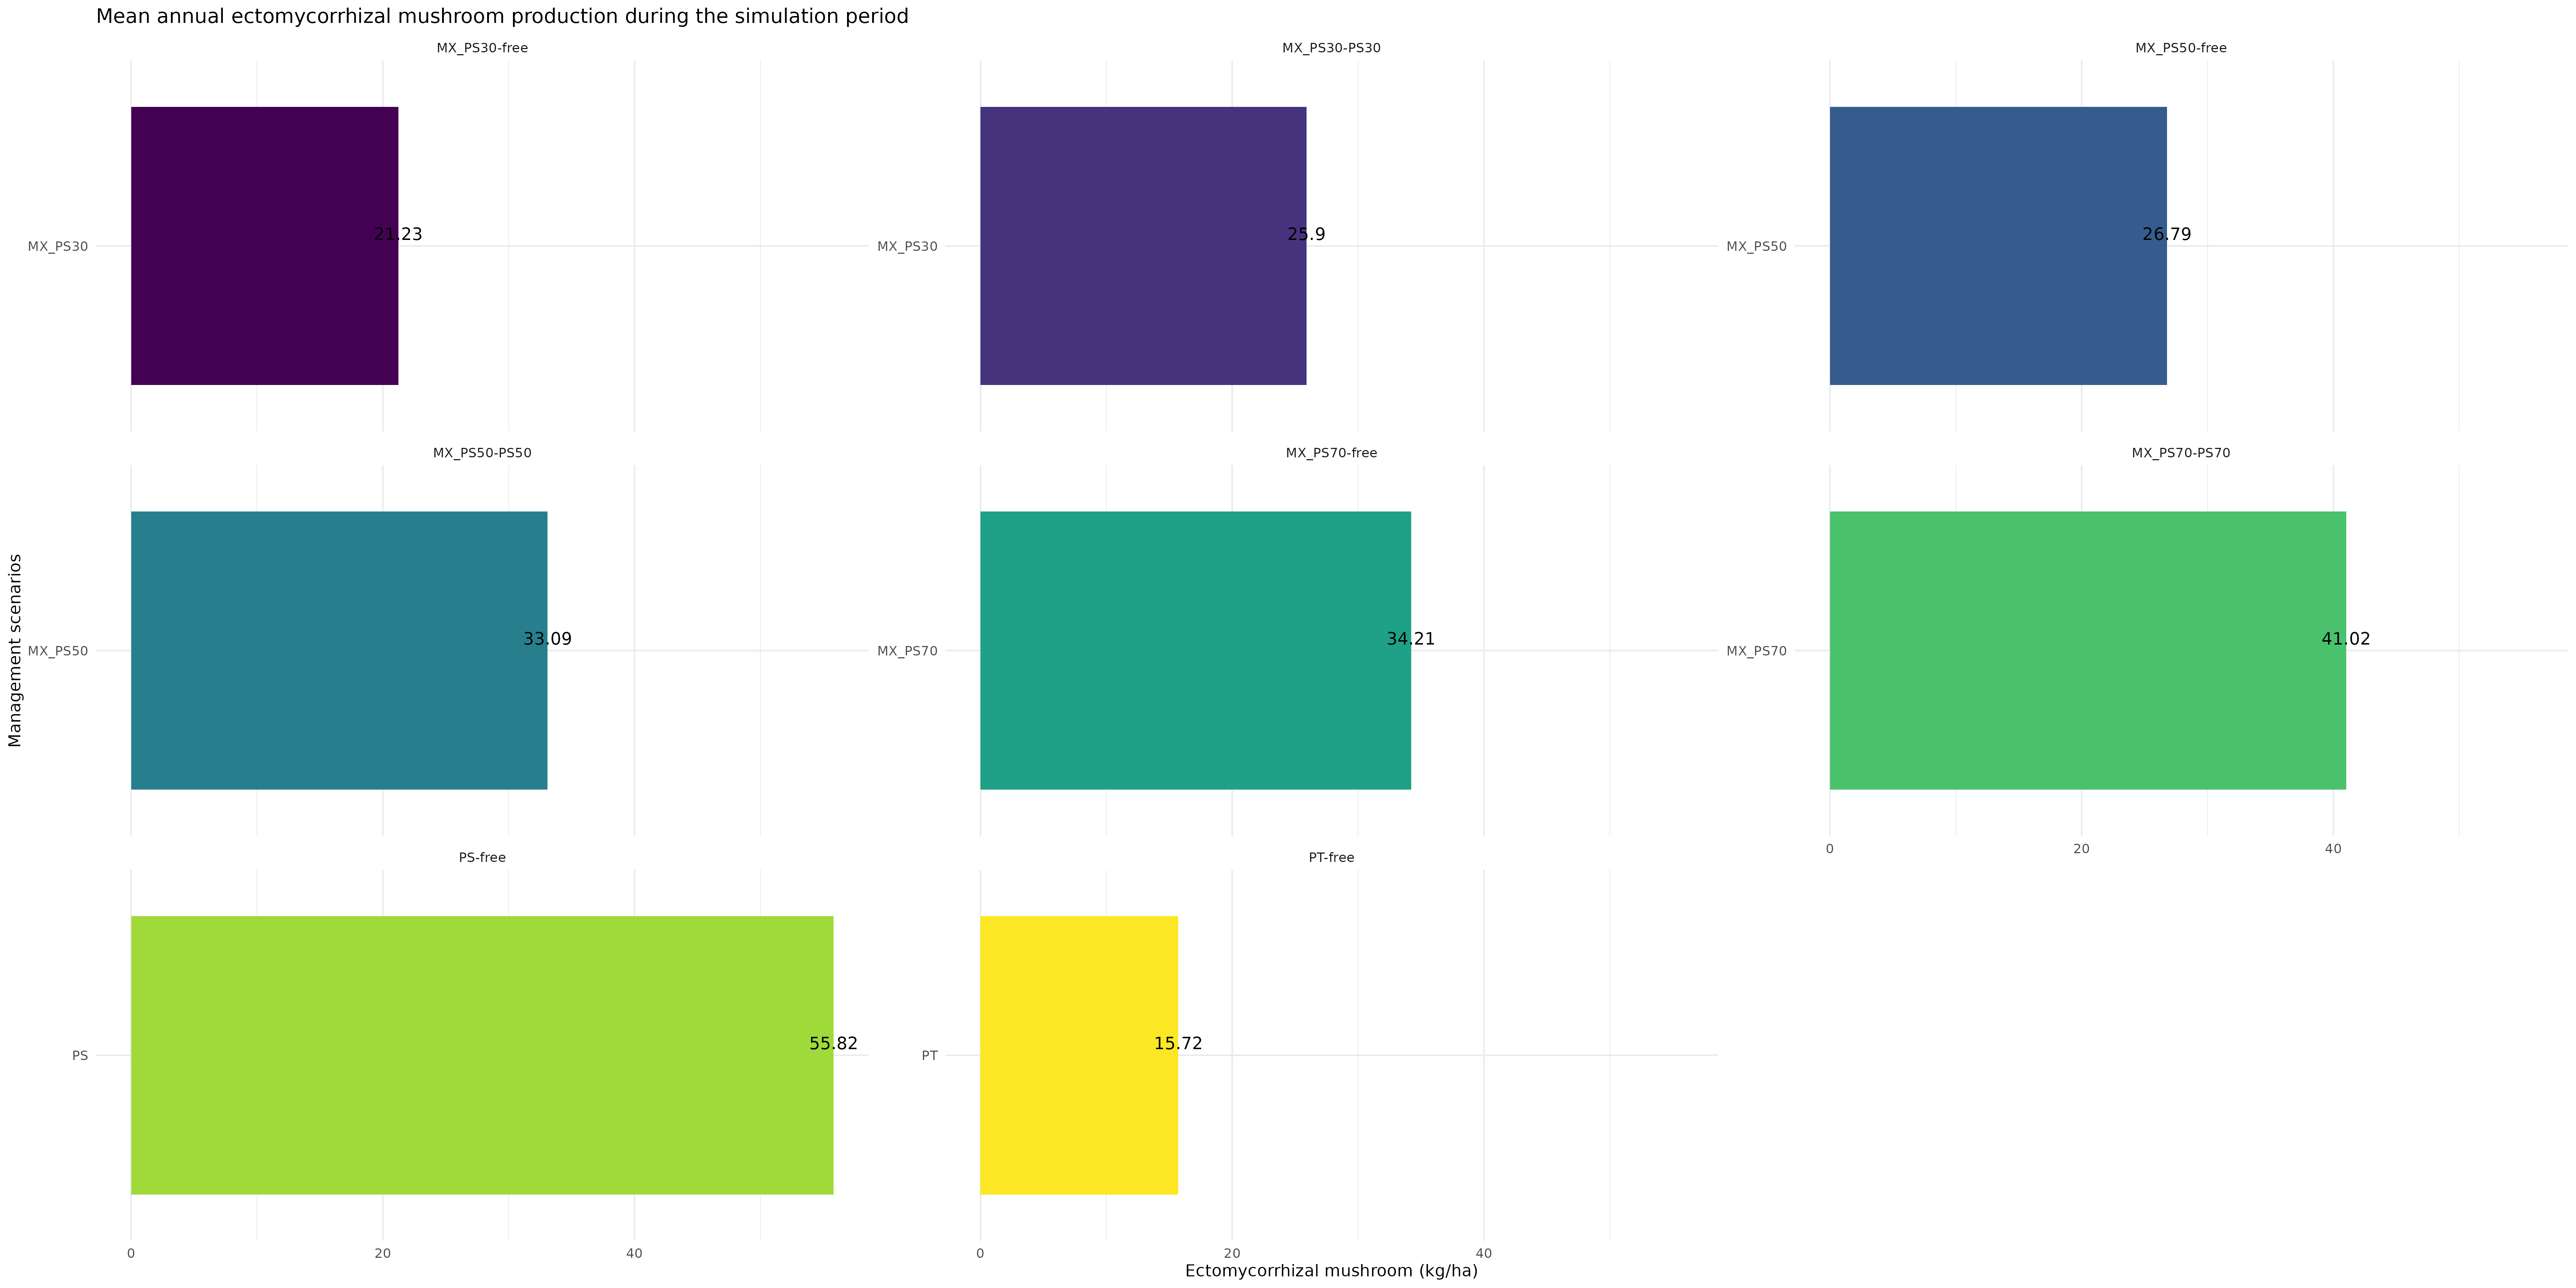 Mean annual ectomycorrhizal mushroom production during the simulation period
MX_PS30-free
MX_PS30-PS30
MX_PS50-free
MX_PS30
21.23
MX_PS30
25.9
MX_PS50
26.79
MX_PS50-PS50
MX_PS70-free
MX_PS70-PS70
MX_PS50
33.09
MX_PS70
34.21
MX_PS70
41.02
0 20 40
PS-free
PT-free
PS
55.82
PT
15.72
0 20 40
0 20 40
Management scenarios
Ectomycorrhizal mushroom (kg/ha)